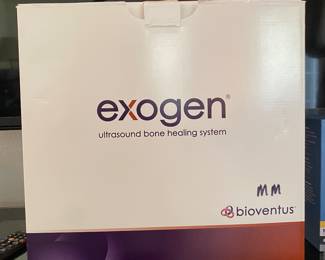 exogen®
ultrasound bone healing system
MM
bioventus